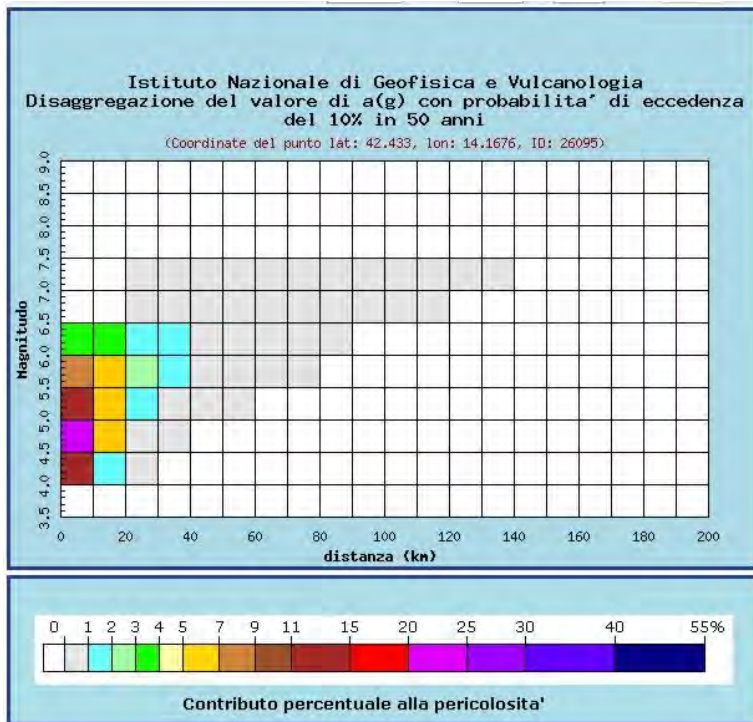 Istituto Nazionale di Geofisica e Vulcanologia
Disaggregazione del valore di a(g) con probabilita' di eccedenza
del 10% in 50 anni
(Coordinate del punto lat: 42.433, lon: 14.1676, ID: 26095)
Magnitudo
9.0
8.5
8.0
7.5
7.0
6.5
6.0
5.5
5.0
4.5
4.0
3.5
0 20 40 60 80 100 120 140 160 180 200
distanza (km)
0 1 2 3 4 5 7 9 11 15 20 25 30 40 55%
Contributo percentuale alla pericolosita'